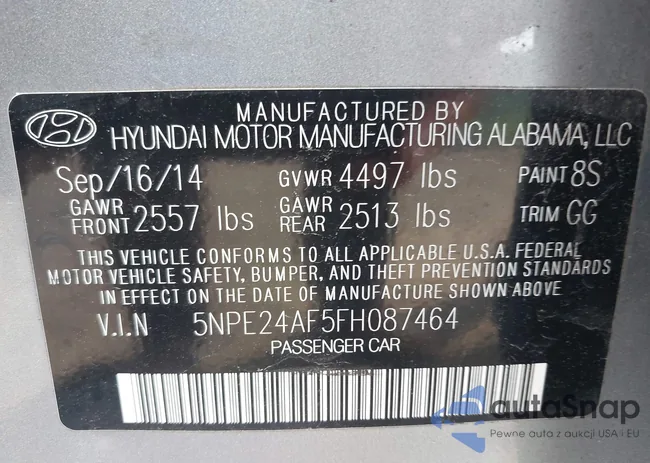 MANUFACTURED BY
HYUNDAI MOTOR MANUFACTURING ALABAMA, LLC
Sep/16/14 GVWR 4497 lbs PAINT 8S
GAWR FRONT 2557 lbs GAWR REAR 2513 lbs TRIM GG
THIS VEHICLE CONFORMS TO ALL APPLICABLE U.S.A. FEDERAL
MOTOR VEHICLE SAFETY, BUMPER, AND THEFT PREVENTION STANDARDS
IN EFFECT ON THE DATE OF MANUFACTURE SHOWN ABOVE.
V.I.N 5NPE24AF5FH087464
PASSENGER CAR
autoSnap
Pewne auta z aukcji USA i EU